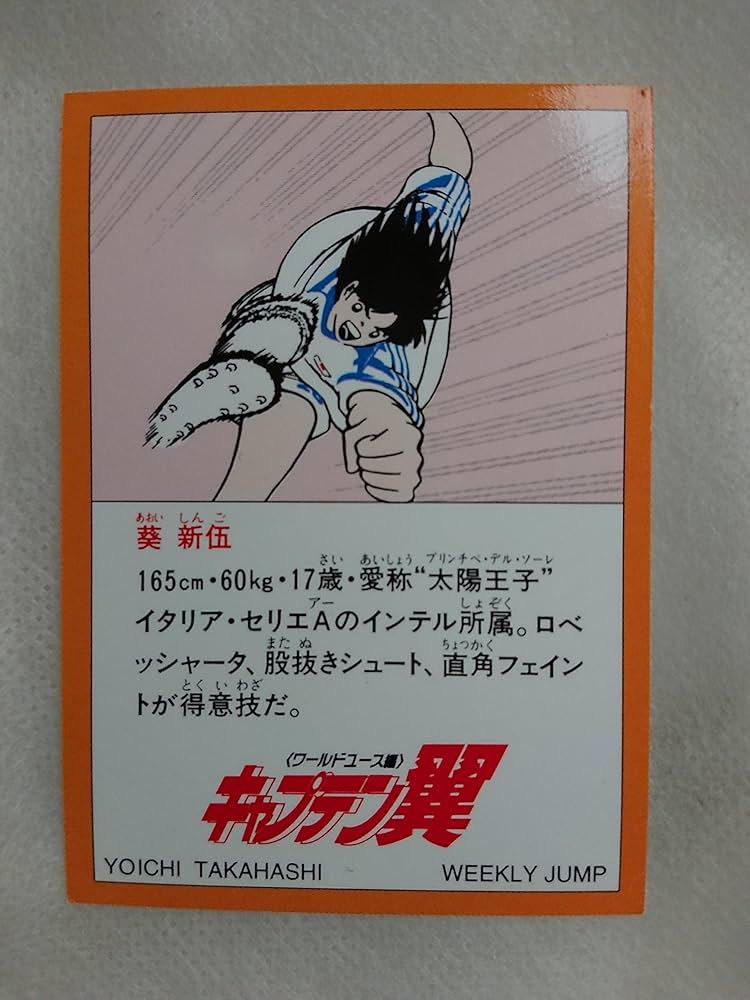 あおい しんご
葵 新伍
さい あいしょう プリンチペ・デル・ソーレ
165cm・60kg・17歳・愛称“太陽王子”
アー しょぞく
イタリア・セリエAのインテル所属。ロベ
また ぬ ちょっかく
ッシャータ、股抜きシュート、直角フェイン
とくいわざ
トが得意技だ。
〈ワールドユース編〉
キャプテン翼
YOICHI TAKAHASHI
WEEKLY JUMP